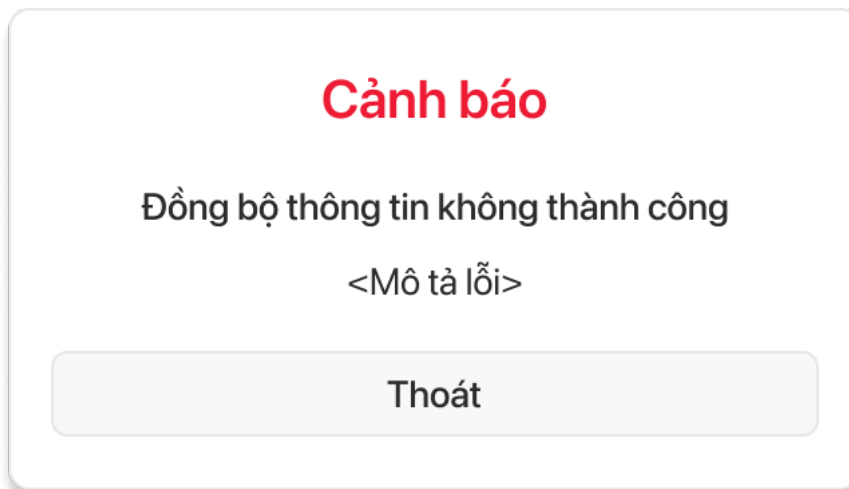 Cảnh báo
Đồng bộ thông tin không thành công
<Mô tả lỗi>
Thoát